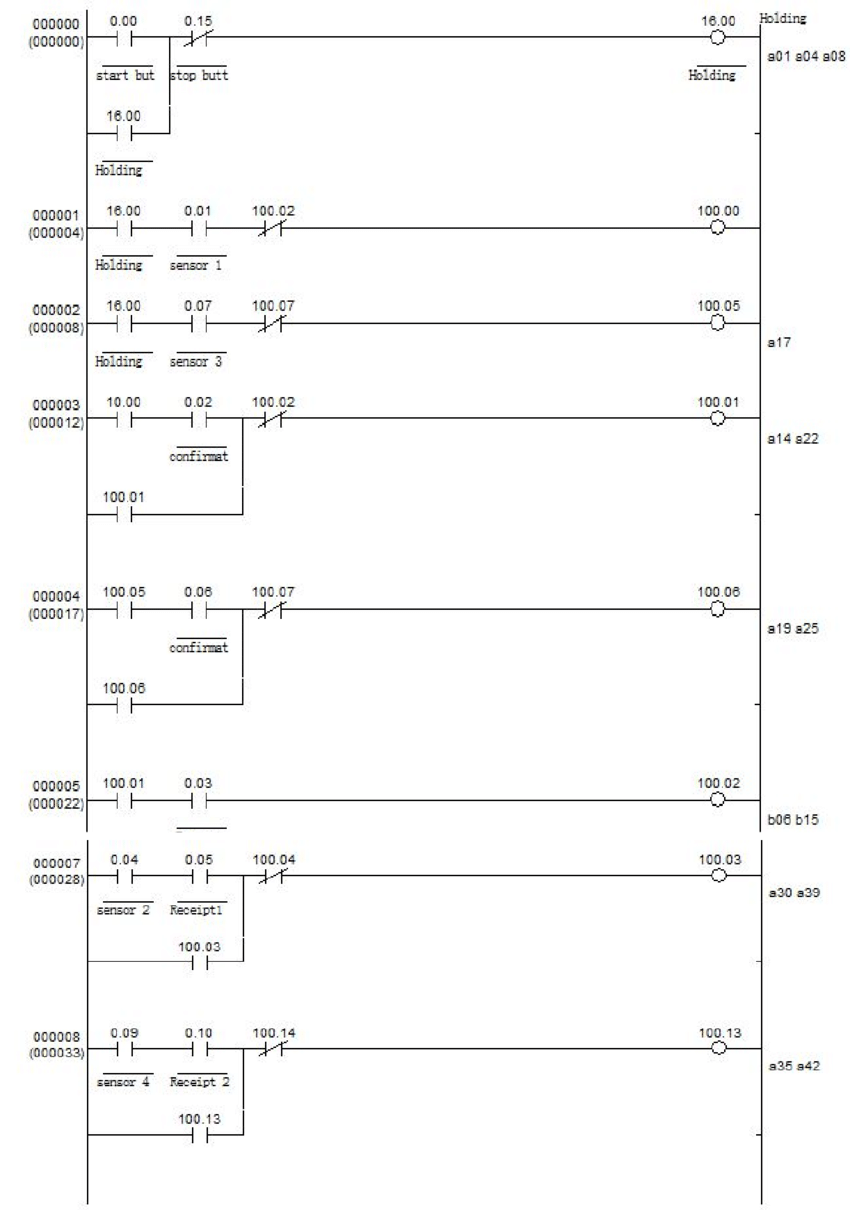 000000 0.00 0.15 16.00 Holding
(000000)
a01 a04 a08
start but stop butt Holding
16.00
Holding
000001 16.00 0.01 100.02 100.00
(000004)
Holding sensor 1
000002 16.00 0.07 100.07 100.05
(000008)
a17
Holding sensor 3
000003 10.00 0.02 100.02 100.01
(000012)
a14 a22
confirmat
100.01
000004 100.05 0.06 100.07 100.06
(000017)
a19 a25
confirmat
100.06
000005 100.01 0.03 100.02
(000022)
b06 b15
000007 0.04 0.05 100.04 100.03
(000028)
a30 a39
sensor 2 Receipt1
100.03
000008 0.09 0.10 100.14 100.13
(000033)
a35 a42
sensor 4 Receipt 2
100.13